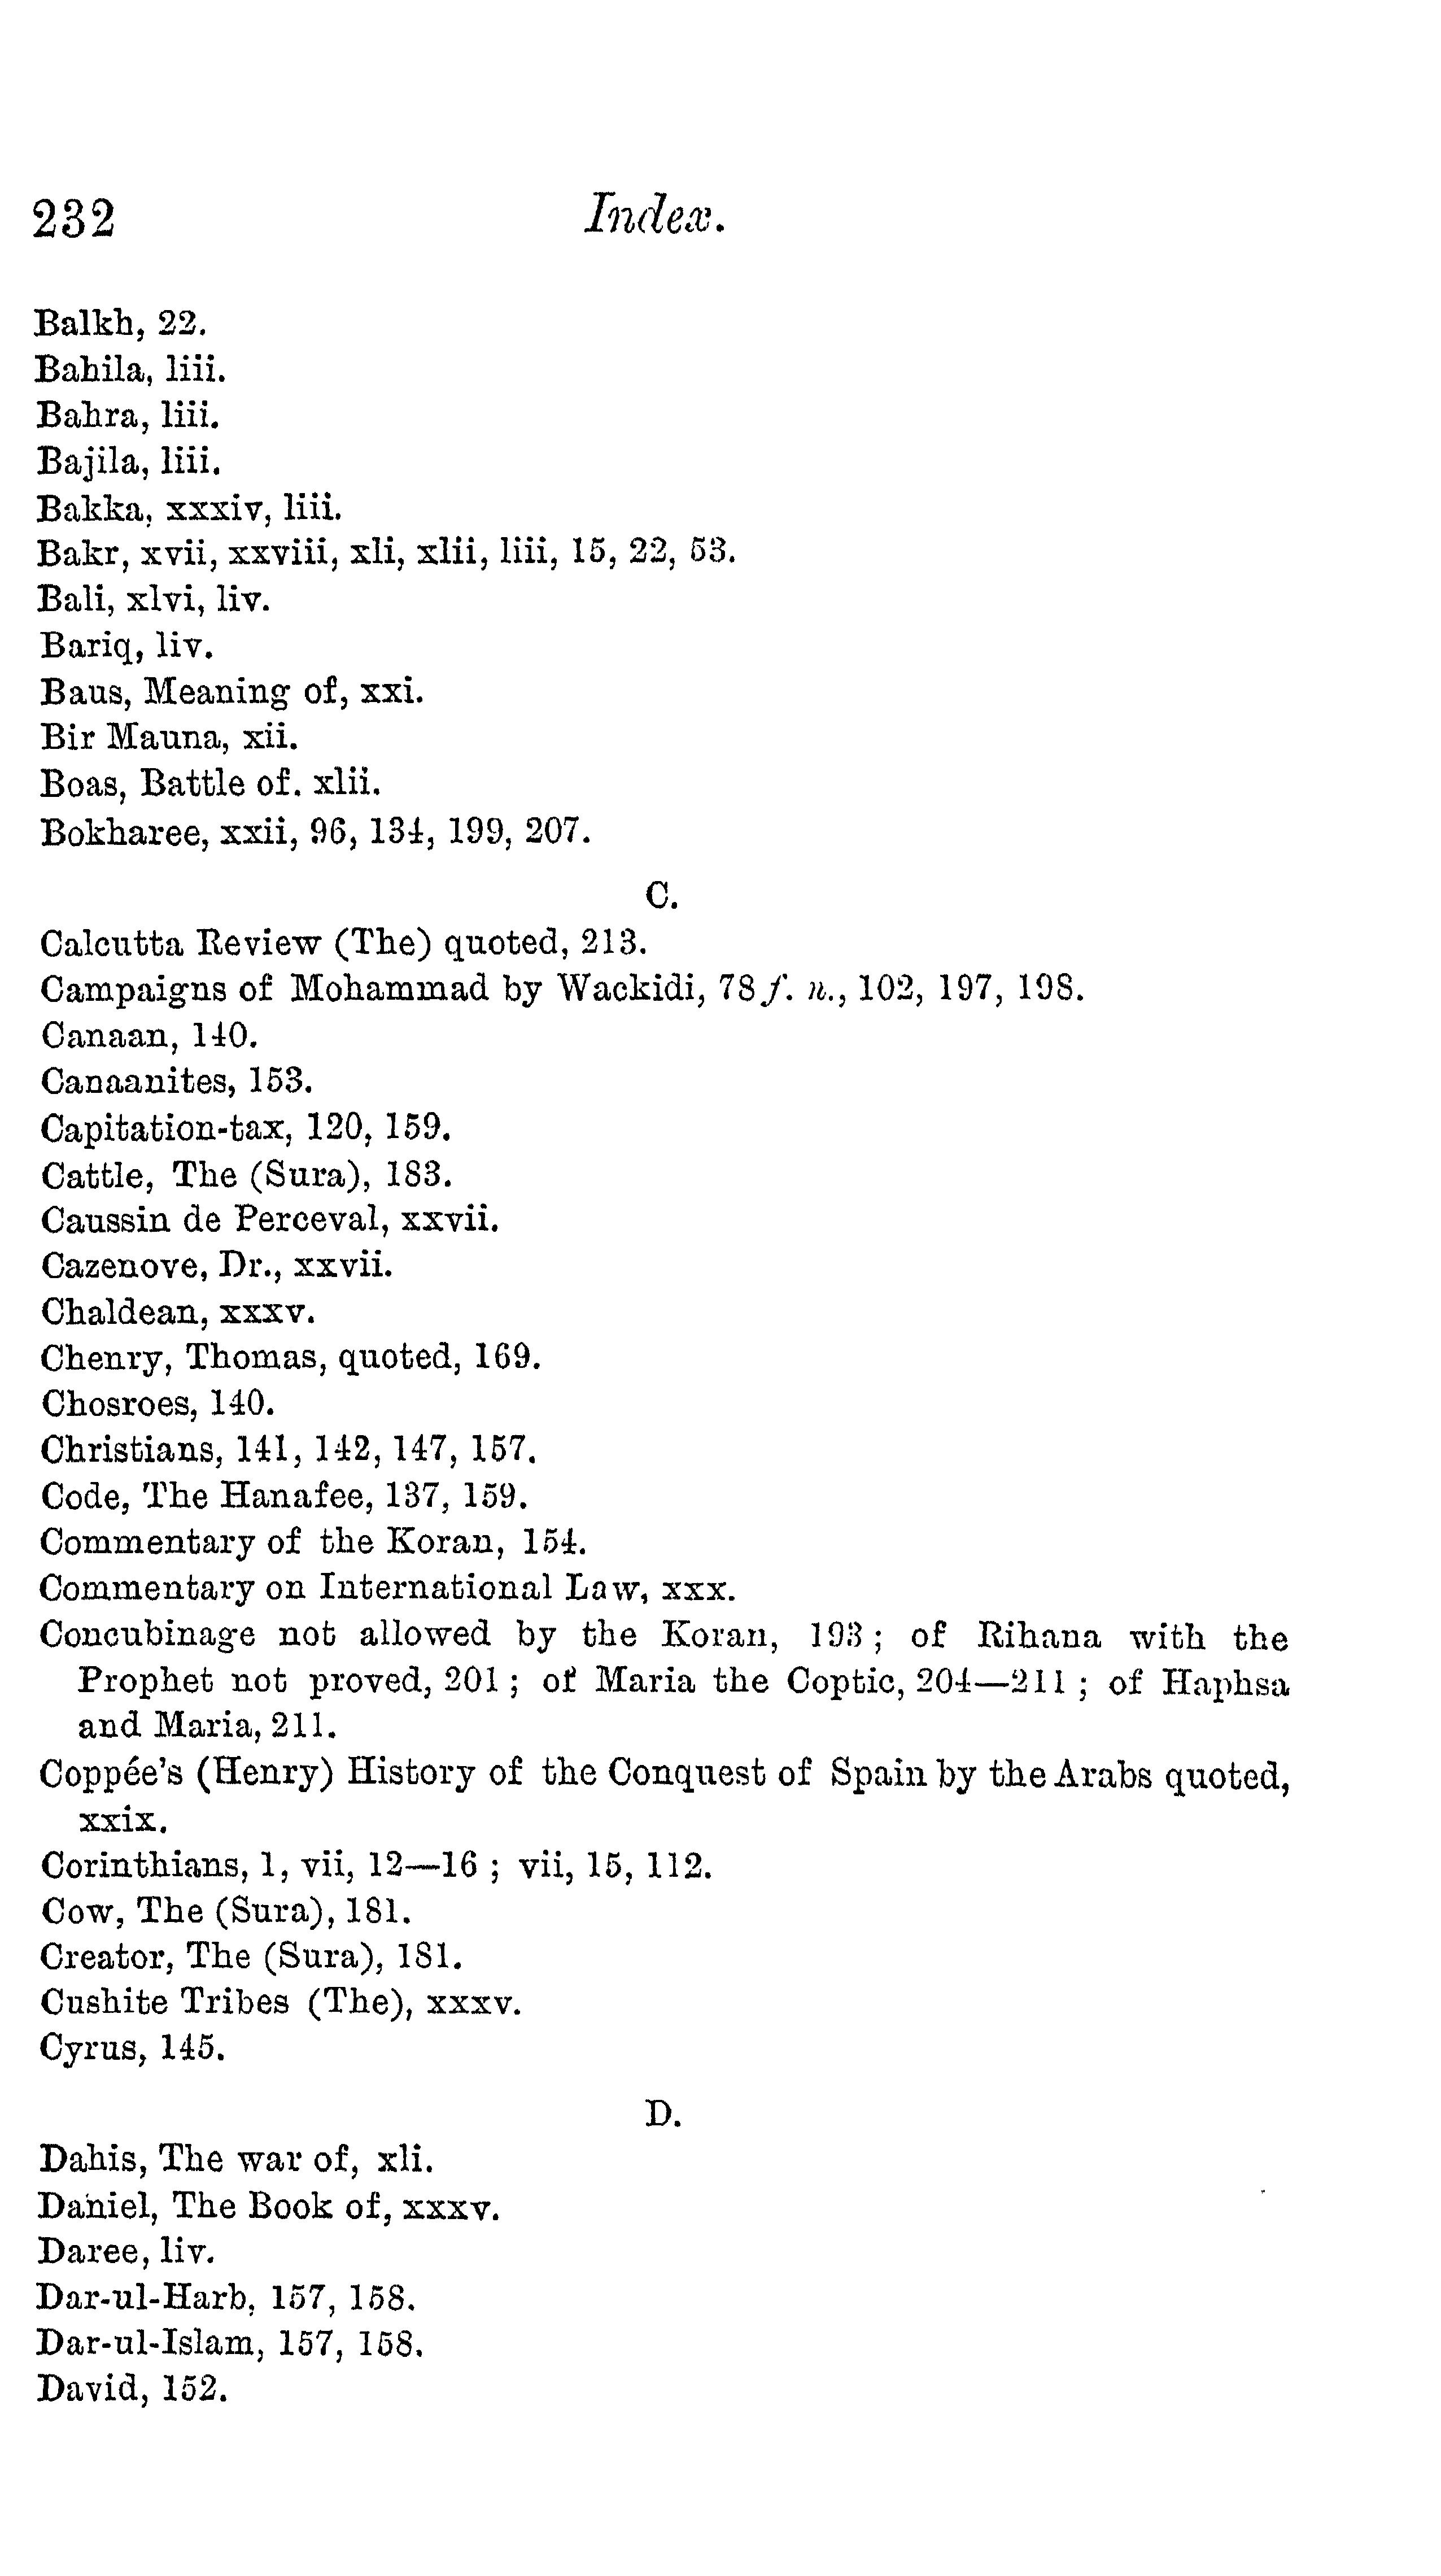 232 Index.
Balkh, 22.
Bahila, liii.
Bahra, liii.
Bajila, liii.
Bakka, xxxiv, liii.
Bakr, xvii, xxviii, xli, xlii, liii, 15, 22, 53.
Bali, xlvi, liv.
Bariq, liv.
Baus, Meaning of, xxi.
Bir Mauna, xii.
Boas, Battle of. xlii.
Bokharee, xxii, 96, 134, 199, 207.
C.
Calcutta Review (The) quoted, 213.
Campaigns of Mohammad by Wackidi, 78 f. n., 102, 197, 198.
Canaan, 140.
Canaanites, 153.
Capitation-tax, 120, 159.
Cattle, The (Sura), 183.
Caussin de Perceval, xxvii.
Cazenove, Dr., xxvii.
Chaldean, xxxv.
Chenry, Thomas, quoted, 169.
Chosroes, 140.
Christians, 141, 142, 147, 157.
Code, The Hanafee, 137, 159.
Commentary of the Koran, 154.
Commentary on International Law, xxx.
Concubinage not allowed by the Koran, 193 ; of Rihana with the
Prophet not proved, 201 ; of Maria the Coptic, 204—211 ; of Haphsa
and Maria, 211.
Coppée's (Henry) History of the Conquest of Spain by the Arabs quoted,
xxix.
Corinthians, 1, vii, 12—16 ; vii, 15, 112.
Cow, The (Sura), 181.
Creator, The (Sura), 181.
Cushite Tribes (The), xxxv.
Cyrus, 145.
D.
Dahis, The war of, xli.
Daniel, The Book of, xxxv.
Daree, liv.
Dar-ul-Harb, 157, 158.
Dar-ul-Islam, 157, 158.
David, 152.